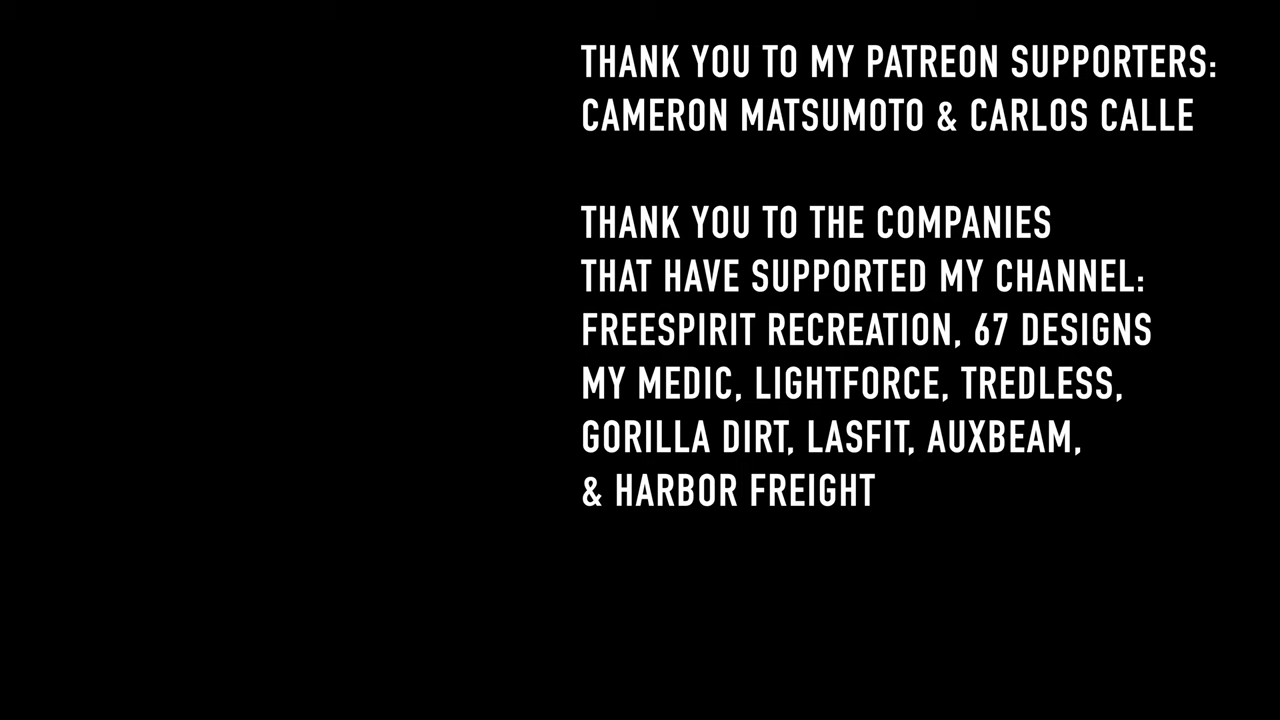 THANK YOU TO MY PATREON SUPPORTERS:
CAMERON MATSUMOTO & CARLOS CALLE
THANK YOU TO THE COMPANIES
THAT HAVE SUPPORTED MY CHANNEL:
FREESPIRIT RECREATION, 67 DESIGNS
MY MEDIC, LIGHTFORCE, TREDLESS,
GORILLA DIRT, LASFIT, AUXBEAM,
& HARBOR FREIGHT